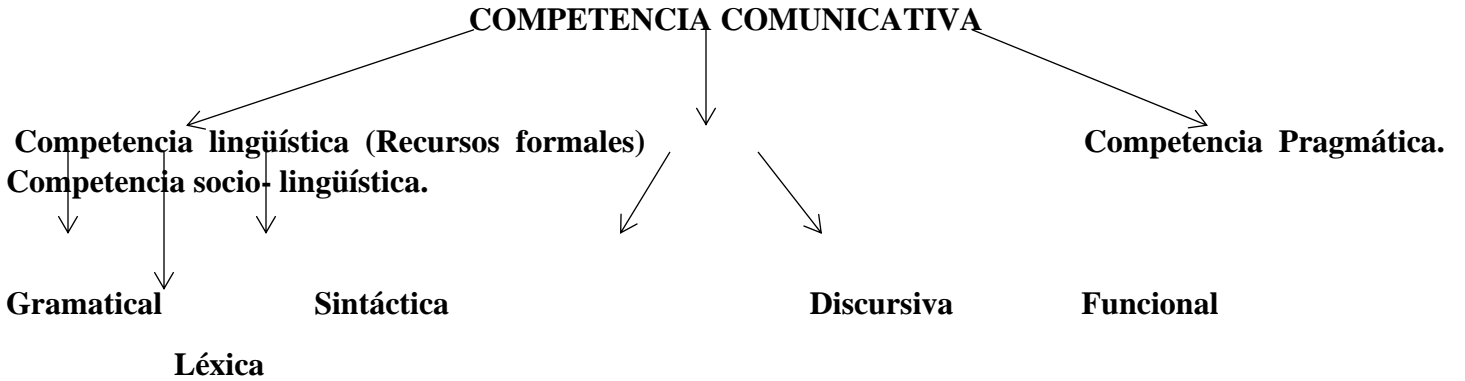 COMPETENCIA COMUNICATIVA
Competencia lingüística (Recursos formales) Competencia Pragmática.
Competencia socio- lingüística.
Gramatical Sintáctica Discursiva Funcional
Léxica